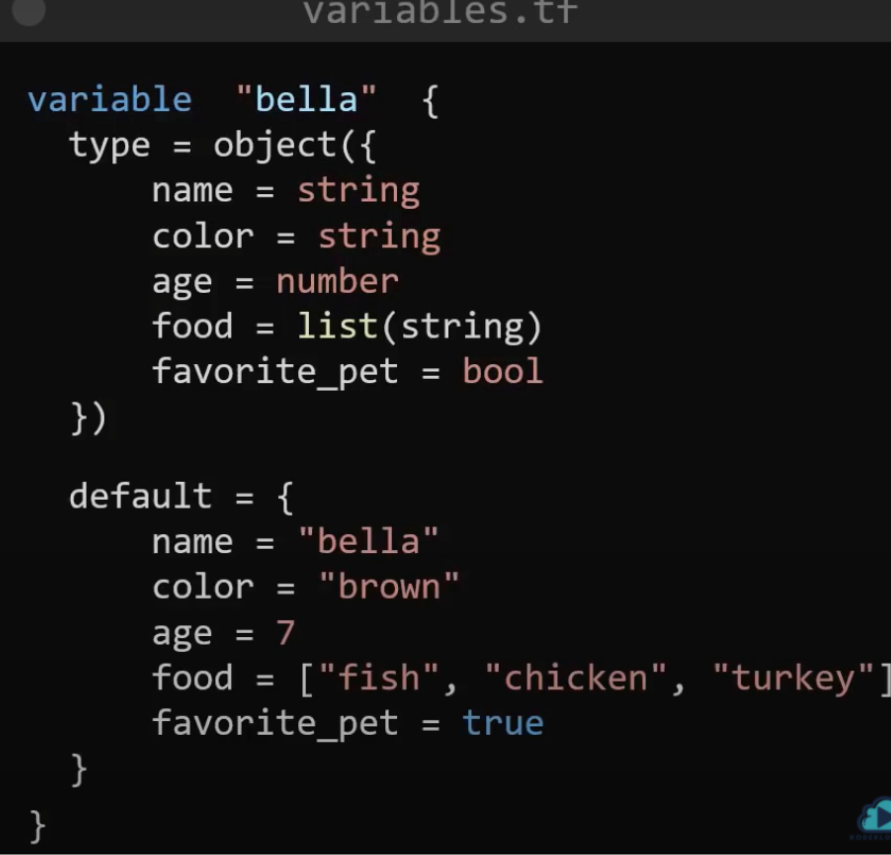 variables.tf
variable "bella" {
type = object({
name = string
color = string
age = number
food = list(string)
favorite_pet = bool
})
default = {
name = "bella"
color = "brown"
age = 7
food = ["fish", "chicken", "turkey"]
favorite_pet = true
}
}